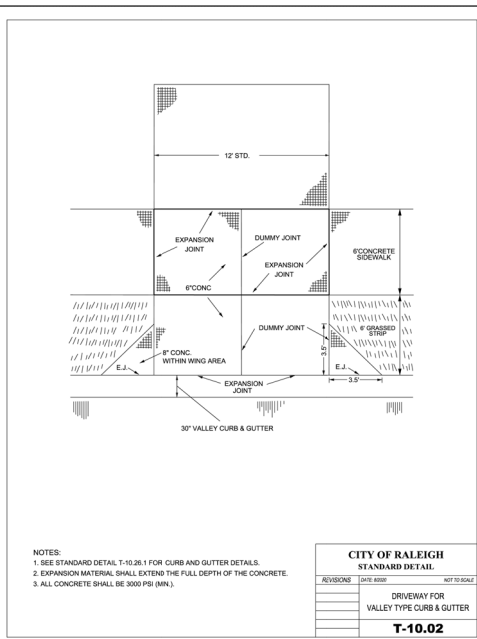 12' STD.
EXPANSION
JOINT
DUMMY JOINT
EXPANSION
JOINT
6'CONCRETE
SIDEWALK
6"CONC
DUMMY JOINT
6' GRASSED
STRIP
3.5'
8" CONC.
WITHIN WING AREA
E.J.
E.J.
EXPANSION
JOINT
3.5'
30" VALLEY CURB & GUTTER
NOTES:
1. SEE STANDARD DETAIL T-10.26.1 FOR CURB AND GUTTER DETAILS.
2. EXPANSION MATERIAL SHALL EXTEND THE FULL DEPTH OF THE CONCRETE.
3. ALL CONCRETE SHALL BE 3000 PSI (MIN.).
CITY OF RALEIGH
STANDARD DETAIL
REVISIONS DATE: 8/2020 NOT TO SCALE
DRIVEWAY FOR
VALLEY TYPE CURB & GUTTER
T-10.02